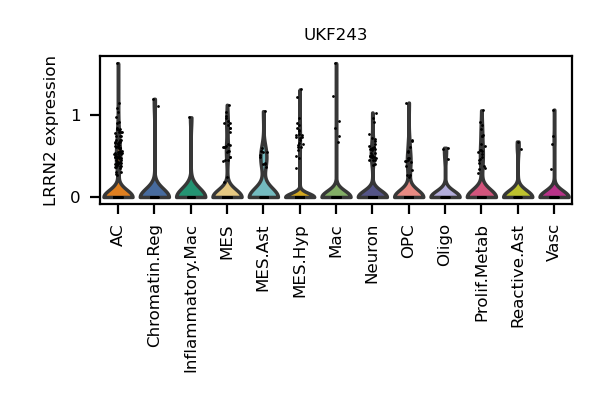 UKF243
LRRN2 expression
1
0
AC
Chromatin.Reg
Inflammatory.Mac
MES
MES.Ast
MES.Hyp
Mac
Neuron
OPC
Oligo
Prolif.Metab
Reactive.Ast
Vasc